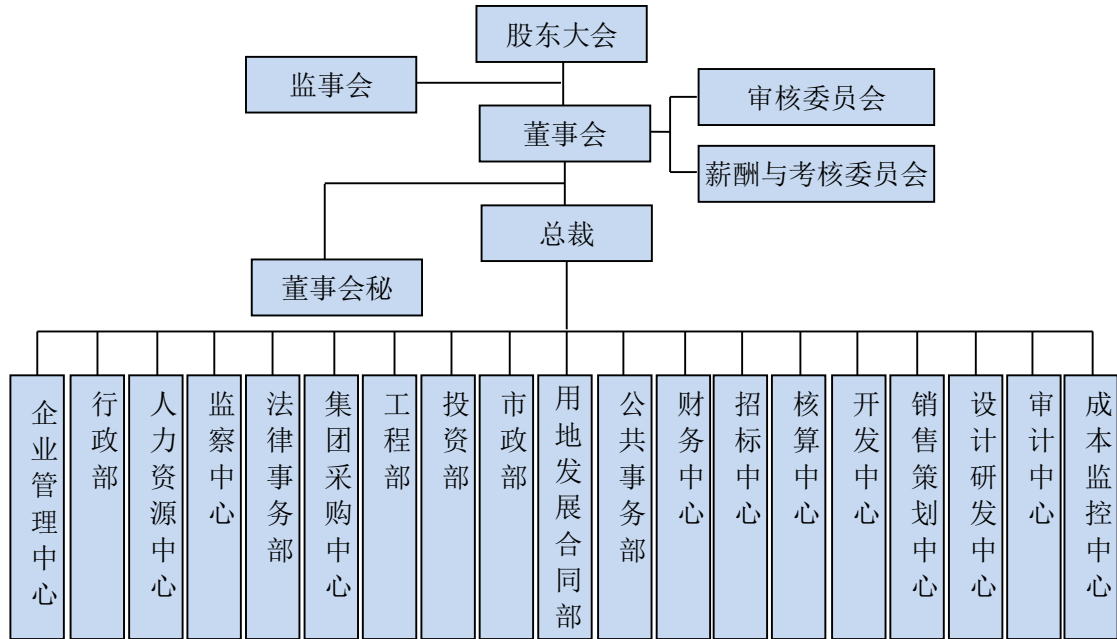 股东大会
监事会
审核委员会
董事会
薪酬与考核委员会
总裁
董事会秘
企业管理中心
行政部
人力资源中心
监察中心
法律事务部
集团采购中心
工程部
投资部
市政部
用地发展合同部
公共事务部
财务中心
招标中心
核算中心
开发中心
销售策划中心
设计研发中心
审计中心
成本监控中心